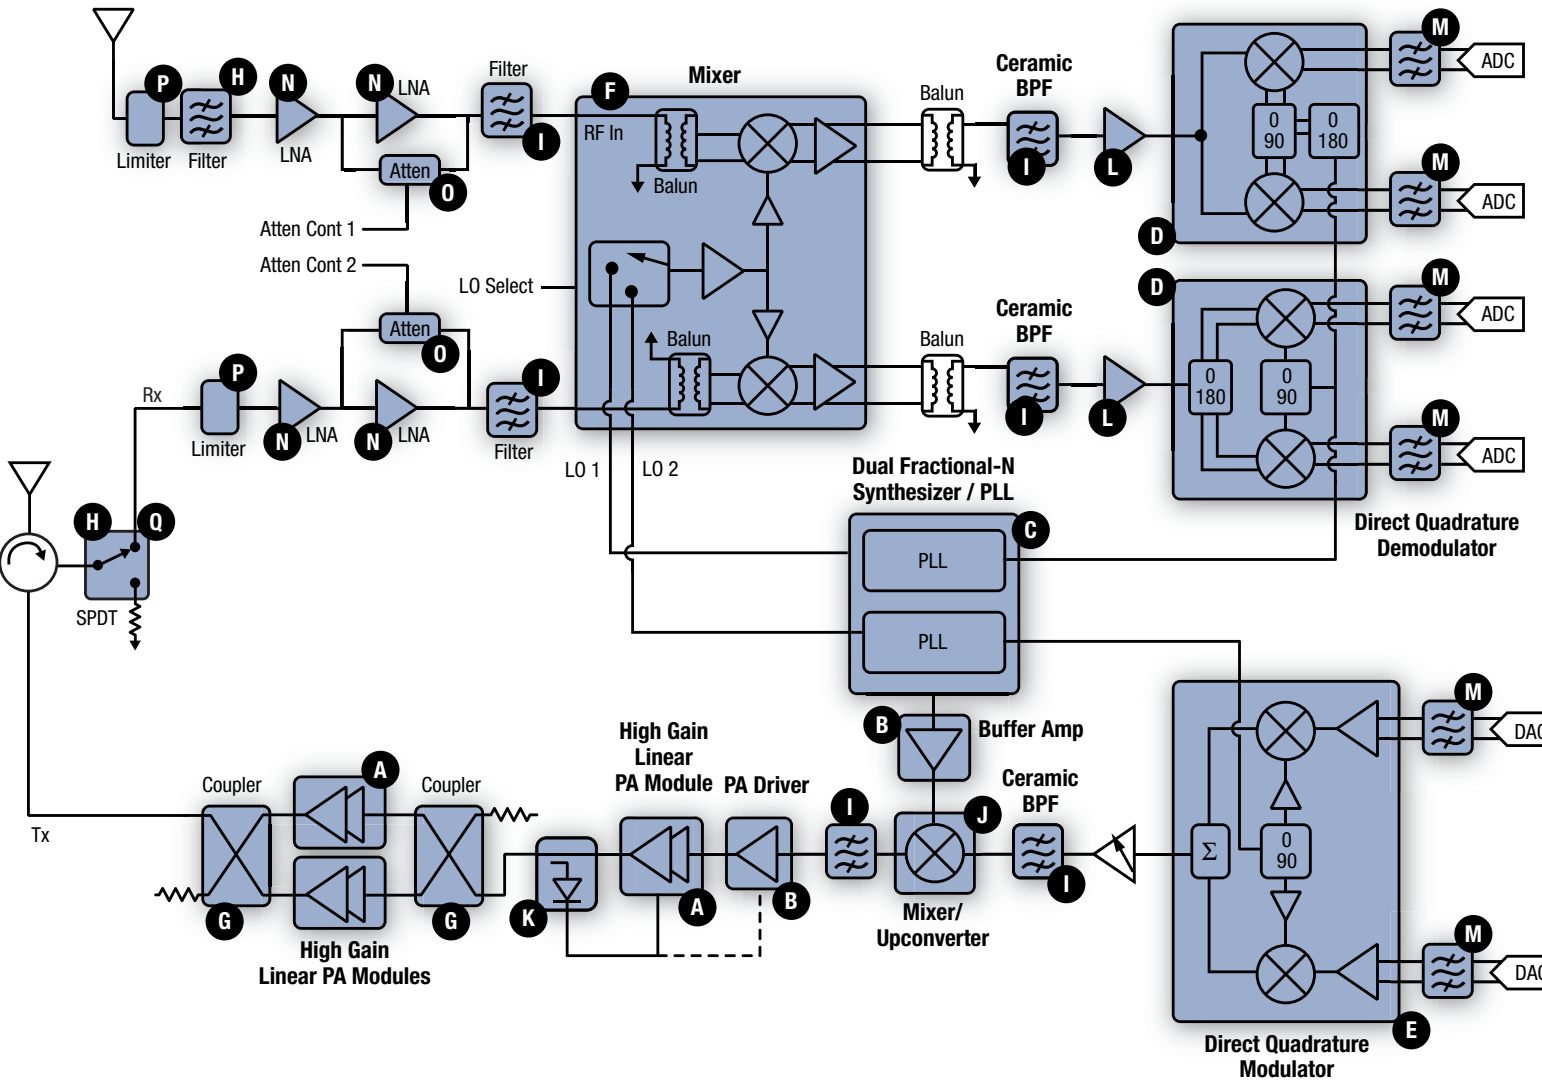 M
ADC
P
H
N
N
LNA
Filter
F
Mixer
Ceramic
BPF
Balun
RF In
I
Limiter
Filter
LNA
Atten
O
Balun
I
L
0
90
0
180
M
ADC
D
Atten Cont 1
Atten Cont 2
LO Select
Atten
O
Balun
Ceramic
BPF
Balun
D
M
ADC
P
Rx
I
N
LNA
N
LNA
Limiter
Filter
I
L
0
180
0
90
M
ADC
LO 1
LO 2
Dual Fractional-N
Synthesizer / PLL
C
Direct Quadrature
Demodulator
H
Q
SPDT
PLL
PLL
B
Buffer Amp
M
DAC
High Gain
Linear
PA Module
PA Driver
Ceramic
BPF
A
Coupler
Coupler
I
J
Tx
Σ
0
90
I
G
G
K
A
B
Mixer/
Upconverter
High Gain
Linear PA Modules
M
DAC
E
Direct Quadrature
Modulator